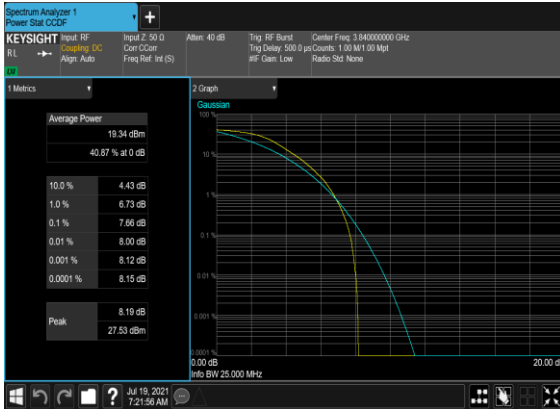 Spectrum Analyzer 1
Power Stat CCDF
+
KEYSIGHT
RL
Input: RF
Coupling: DC
Align: Auto
Input Z: 50 Ω
Corr CCorr
Freq Ref: Int (S)
Atten: 40 dB
Trig: RF Burst
Trig Delay: 500.0 µs
#IF Gain: Low
Center Freq: 3.840000000 GHz
Counts: 1.00 M/1.00 Mpt
Radio Std: None
1 Metrics
Average Power
19.34 dBm
40.87 % at 0 dB
10.0 % 4.43 dB
1.0 % 6.73 dB
0.1 % 7.66 dB
0.01 % 8.00 dB
0.001 % 8.12 dB
0.0001 % 8.15 dB
Peak 8.19 dB
27.53 dBm
2 Graph
Gaussian
100 %
10 %
1 %
0.1 %
0.01 %
0.001 %
0.0001 %
0.00 dB
20.00 d
Info BW 25.000 MHz
?
Jul 19, 2021
7:21:56 AM